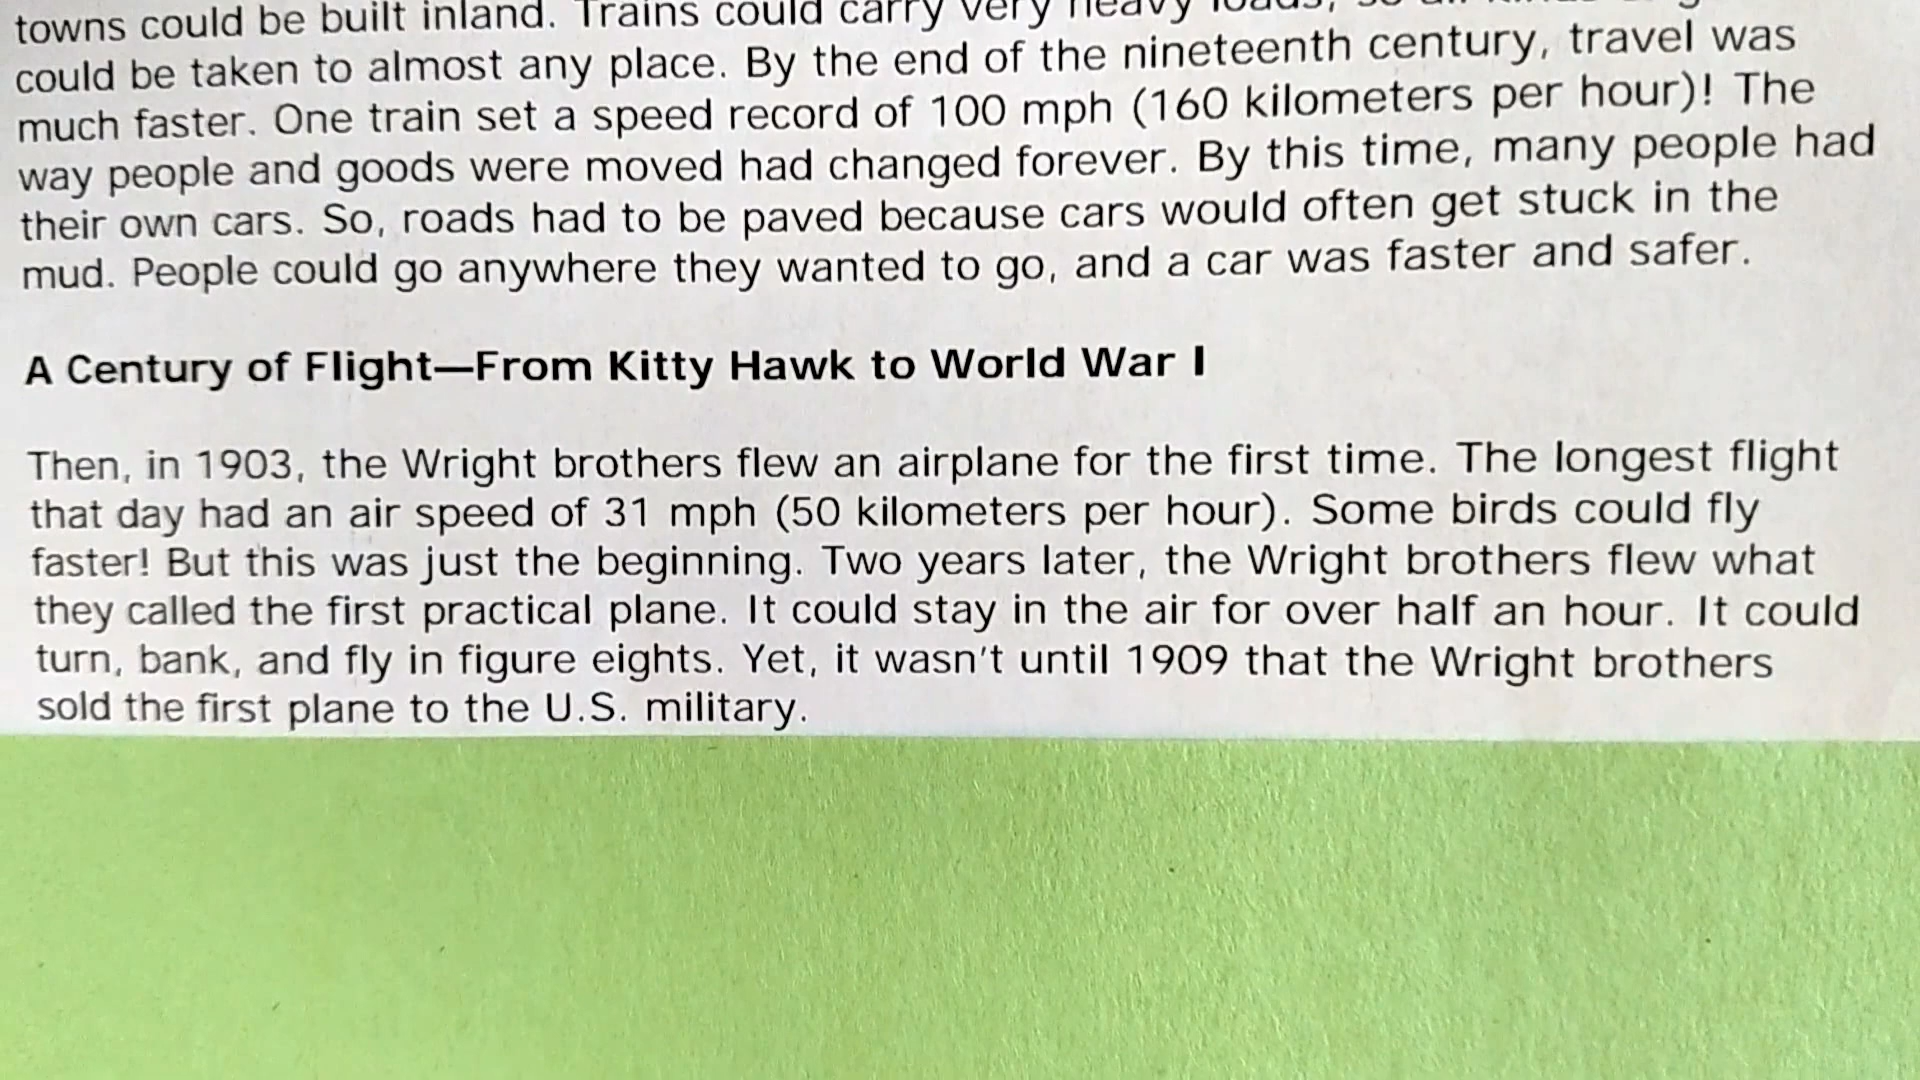 towns could be built inland. Trains could carry very heavy loads, so all kinds of
could be taken to almost any place. By the end of the nineteenth century, travel was
much faster. One train set a speed record of 100 mph (160 kilometers per hour)! The
way people and goods were moved had changed forever. By this time, many people had
their own cars. So, roads had to be paved because cars would often get stuck in the
mud. People could go anywhere they wanted to go, and a car was faster and safer.
A Century of Flight—From Kitty Hawk to World War I
Then, in 1903, the Wright brothers flew an airplane for the first time. The longest flight
that day had an air speed of 31 mph (50 kilometers per hour). Some birds could fly
faster! But this was just the beginning. Two years later, the Wright brothers flew what
they called the first practical plane. It could stay in the air for over half an hour. It could
turn, bank, and fly in figure eights. Yet, it wasn't until 1909 that the Wright brothers
sold the first plane to the U.S. military.